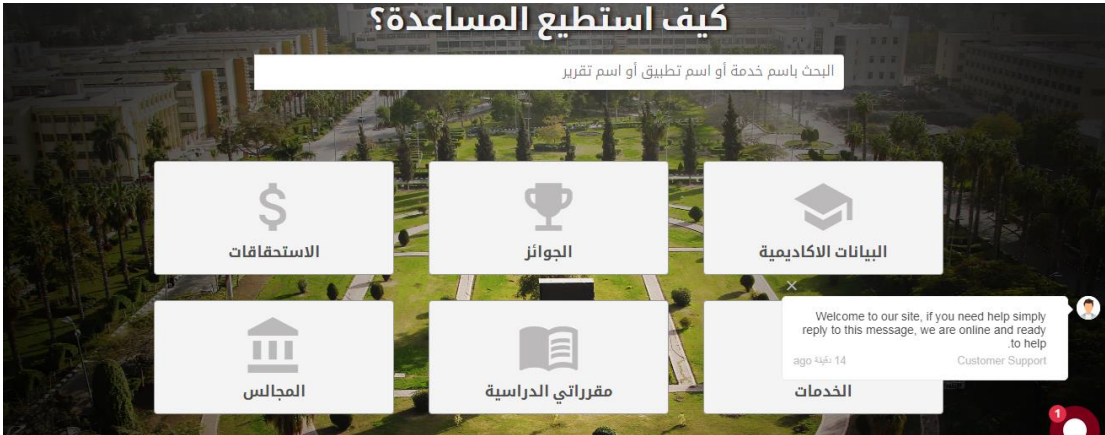 كيف استطيع المساعدة؟
البحث باسم خدمة أو اسم تطبيق أو اسم تقرير
البيانات الاكاديمية
الجوائز
الاستحقاقات
الخدمات
مقرراتي الدراسية
المجالس
Welcome to our site, if you need help simply
reply to this message, we are online and ready
.to help
Customer Support
ago دقيقة 14
1